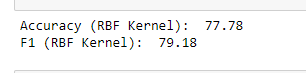 Accuracy (RBF Kernel):  77.78
F1 (RBF Kernel):  79.18